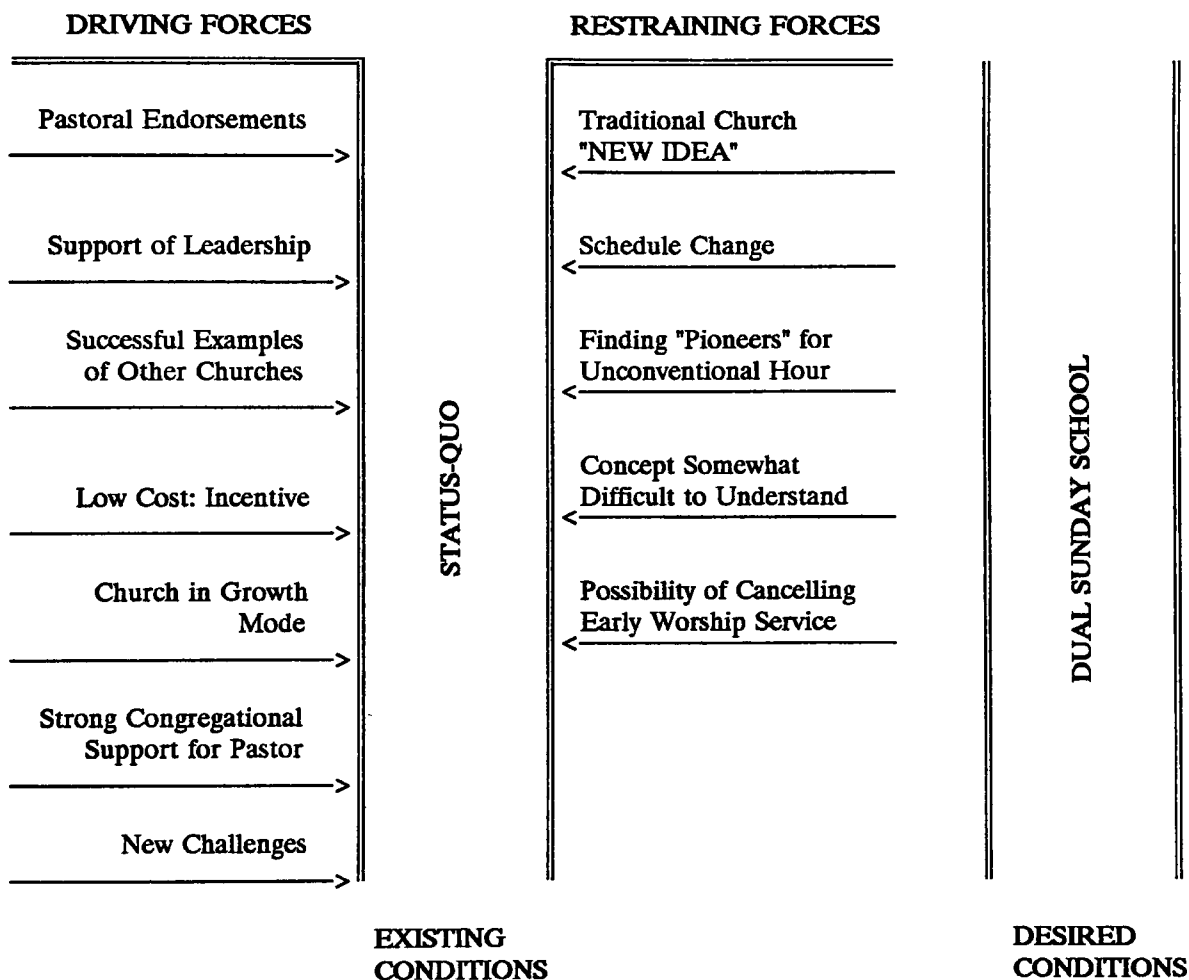 DRIVING FORCES
Pastoral Endorsements
Support of Leadership
Successful Examples
of Other Churches
Low Cost: Incentive
Church in Growth
Mode
Strong Congregational
Support for Pastor
New Challenges
STATUS-QUO
EXISTING
CONDITIONS
RESTRAINING FORCES
Traditional Church
"NEW IDEA"
Schedule Change
Finding "Pioneers" for
Unconventional Hour
Concept Somewhat
Difficult to Understand
Possibility of Cancelling
Early Worship Service
DUAL SUNDAY SCHOOL
DESIRED
CONDITIONS